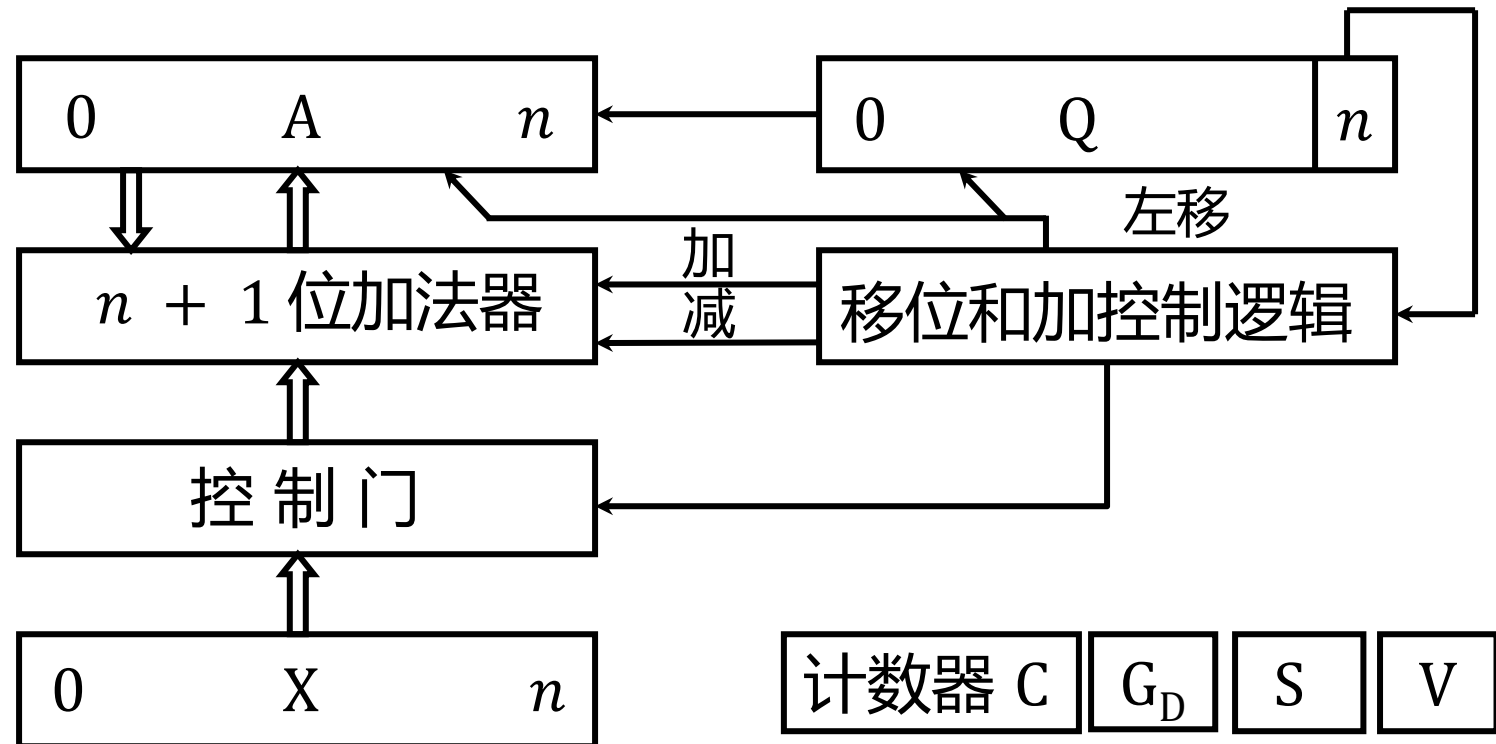 0 A n
0 Q n
左移
加
减
n + 1 位加法器
移位和加控制逻辑
控 制 门
0 X n
计数器 C
G_D
S
V